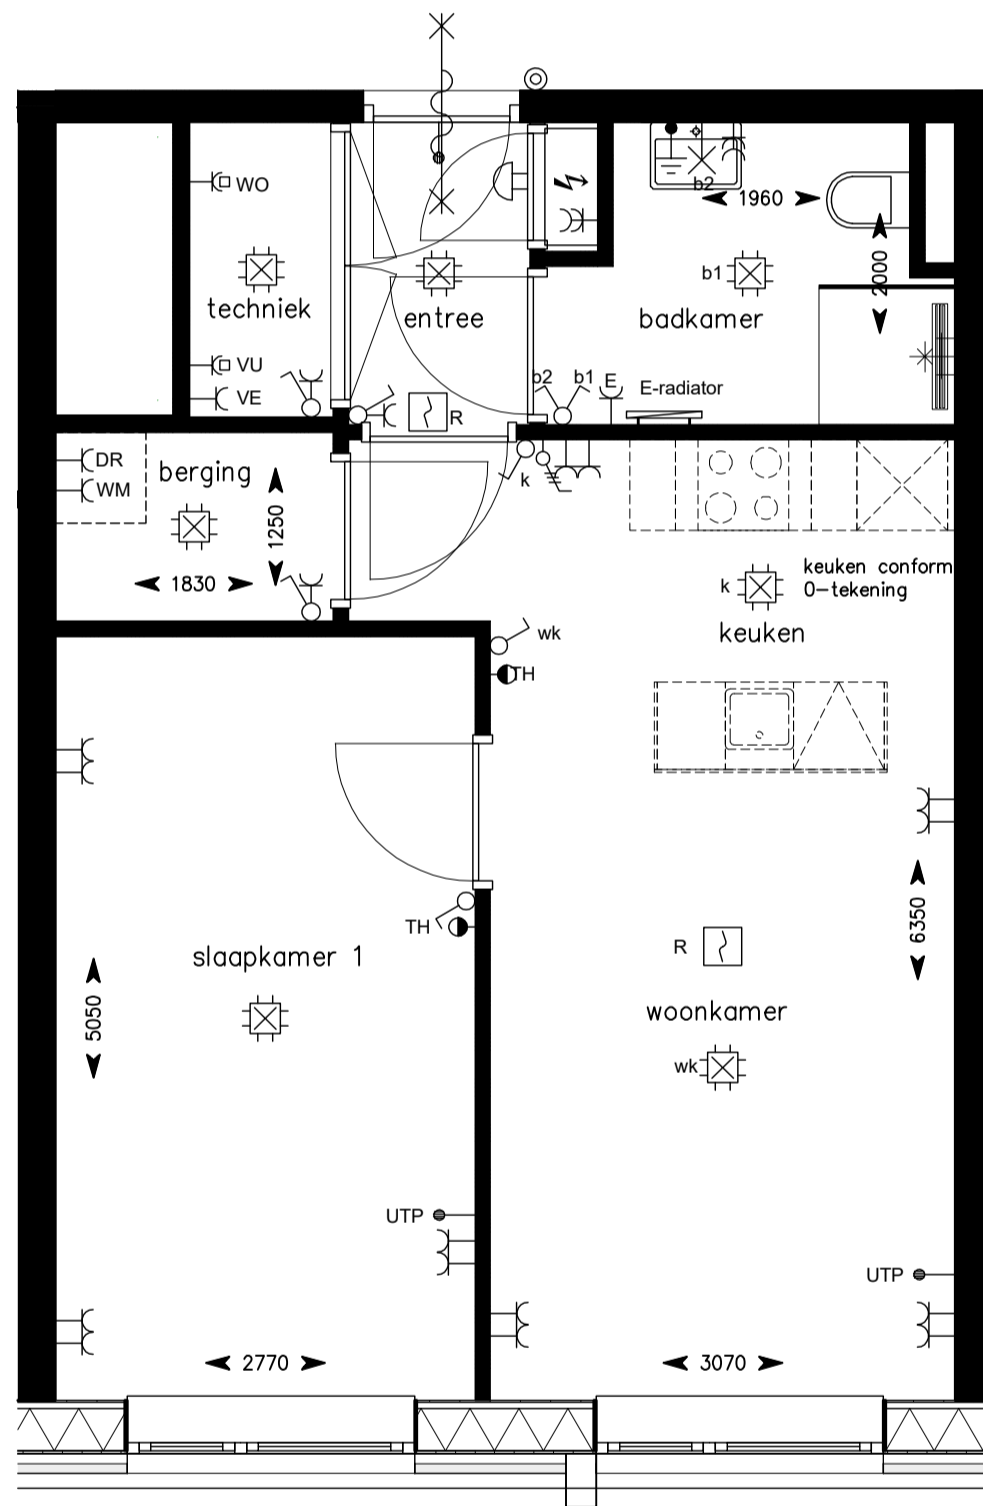 WO
b2
1960
techniek
entree
b1
badkamer
2000
VU
VE
R
b2 b1 E
E-radiator
DR
WM
berging
1250
1830
k
k
keuken conform
0-tekening
keuken
wk
TH
TH
6350
R
slaapkamer 1
5050
woonkamer
wk
UTP
UTP
2770
3070